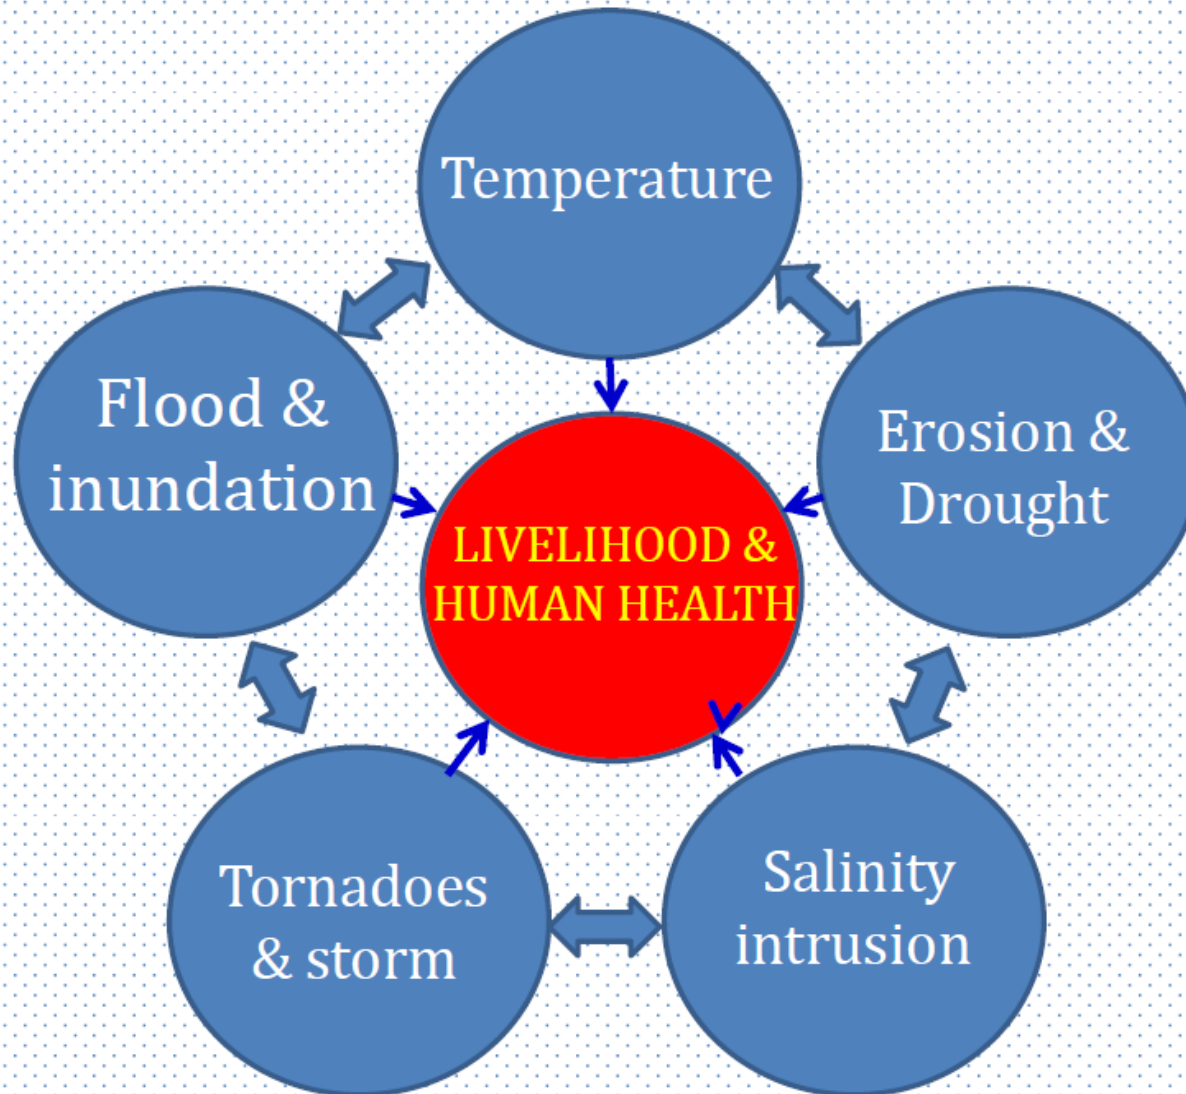 Temperature
Flood &
inundation
Erosion &
Drought
LIVELIHOOD &
HUMAN HEALTH
Tornadoes
& storm
Salinity
intrusion